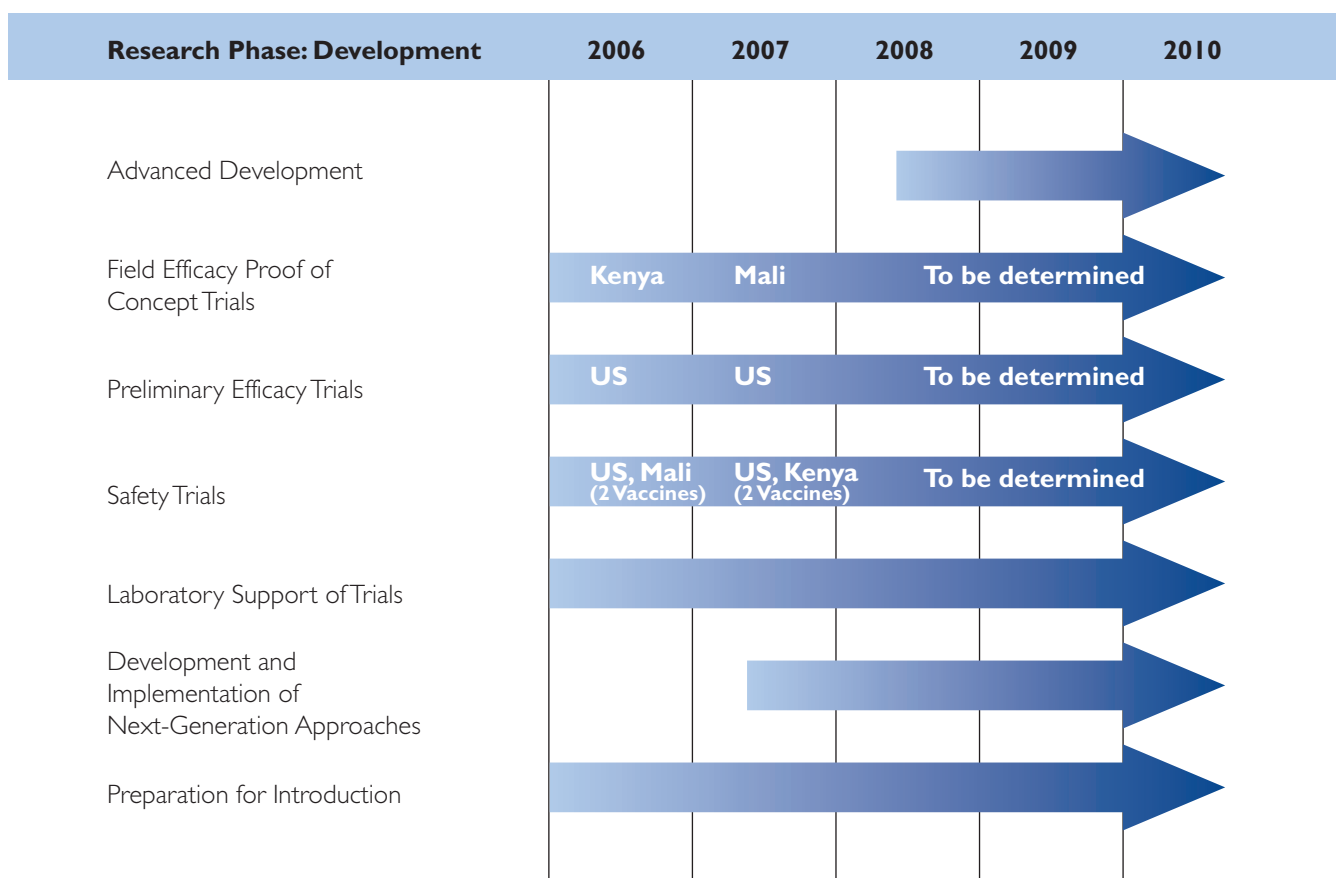 Research Phase: Development 2006 2007 2008 2009 2010
Advanced Development
Field Efficacy Proof of
Concept Trials
Kenya Mali To be determined
Preliminary Efficacy Trials
US US To be determined
Safety Trials
US, Mali US, Kenya To be determined
(2 Vaccines) (2 Vaccines)
Laboratory Support of Trials
Development and
Implementation of
Next-Generation Approaches
Preparation for Introduction